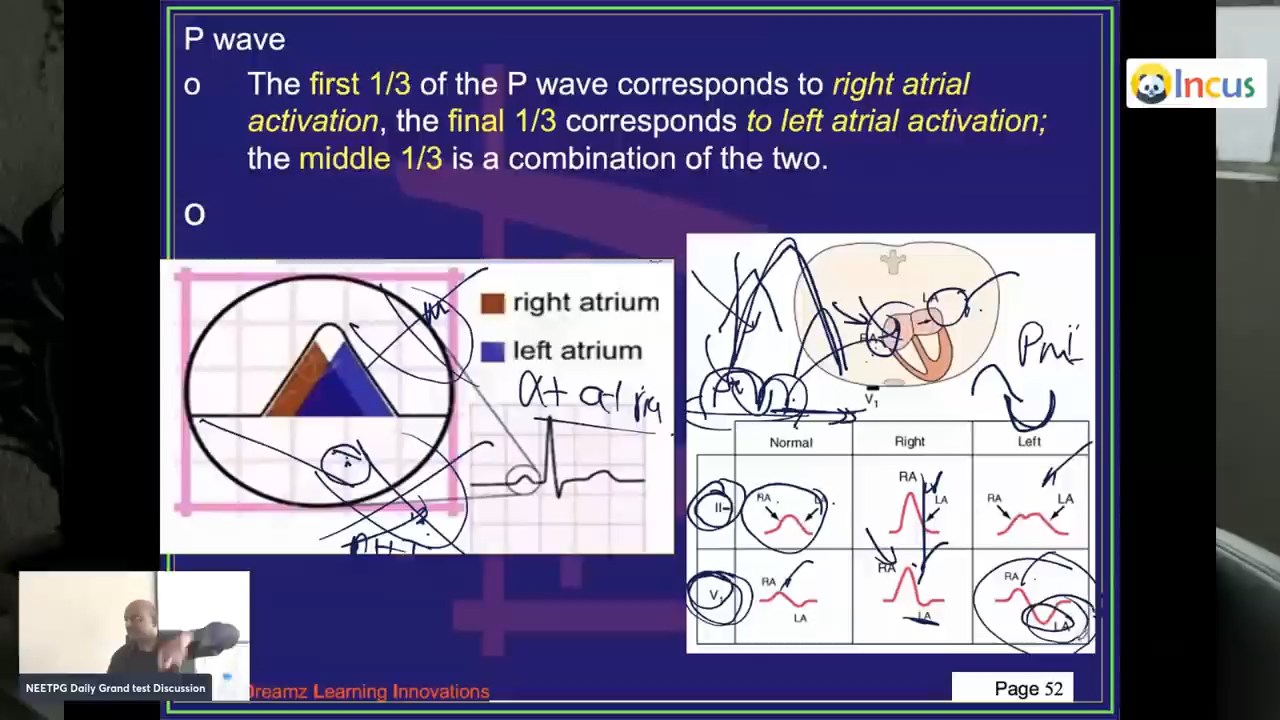 P wave
Incus
o The first 1/3 of the P wave corresponds to right atrial
activation, the final 1/3 corresponds to left atrial activation;
the middle 1/3 is a combination of the two.
o
right atrium
left atrium
LA
RA
V1
Normal Right Left
II
RA
RA LA
RA LA
V1
RA LA
RA LA
RA LA
NEETPG Daily Grand test Discussion
Dreamz Learning Innovations
Page 52